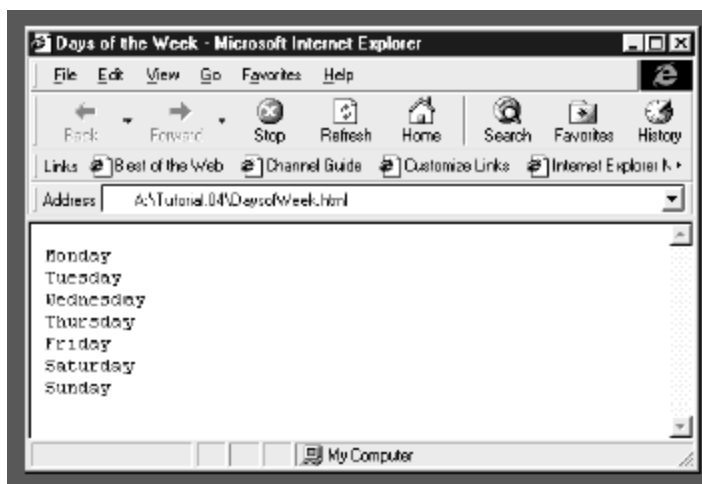 Days of the Week - Microsoft Internet Explorer
File Edit View Go Favorites Help
Back Forward Stop Refresh Home Search Favorites History
Links Best of the Web Channel Guide Customize Links Internet Explorer N
Address A:\Tutorial.04\DaysofWeek.html
Monday
Tuesday
Wednesday
Thursday
Friday
Saturday
Sunday
My Computer